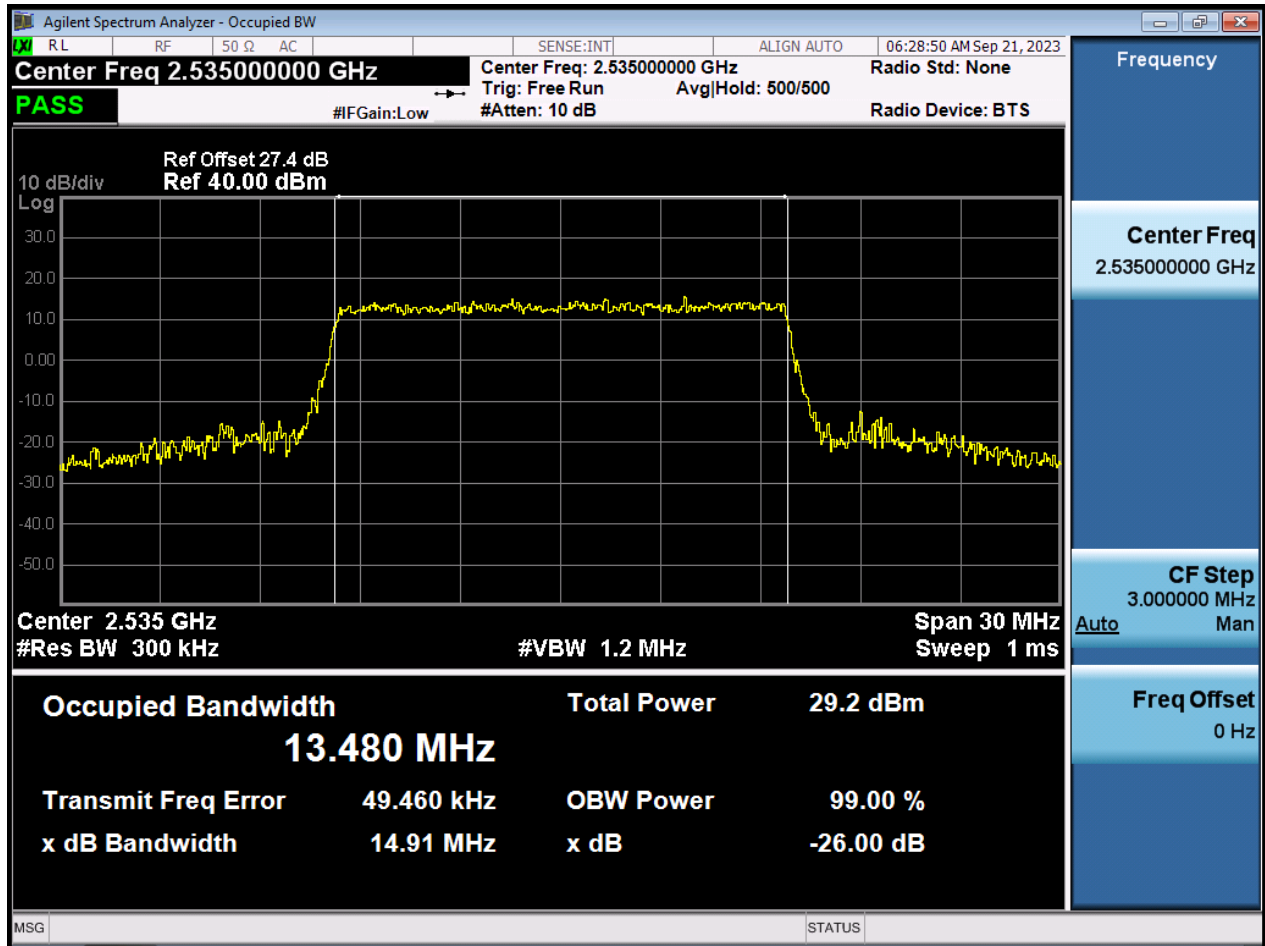 Agilent Spectrum Analyzer - Occupied BW
LXI RL RF 50 Ω AC SENSE:INT ALIGN AUTO 06:28:50 AM Sep 21, 2023
Center Freq 2.535000000 GHz
Center Freq: 2.535000000 GHz
Radio Std: None
Trig: Free Run Avg|Hold: 500/500
PASS
#IFGain:Low
#Atten: 10 dB
Radio Device: BTS
Ref Offset 27.4 dB
10 dB/div Ref 40.00 dBm
Log
30.0
20.0
10.0
0.00
-10.0
-20.0
-30.0
-40.0
-50.0
Center 2.535 GHz Span 30 MHz
#Res BW 300 kHz #VBW 1.2 MHz Sweep 1 ms
Occupied Bandwidth Total Power 29.2 dBm
13.480 MHz
Transmit Freq Error 49.460 kHz OBW Power 99.00 %
x dB Bandwidth 14.91 MHz x dB -26.00 dB
Frequency
Center Freq
2.535000000 GHz
CF Step
3.000000 MHz
Auto Man
Freq Offset
0 Hz
MSG STATUS